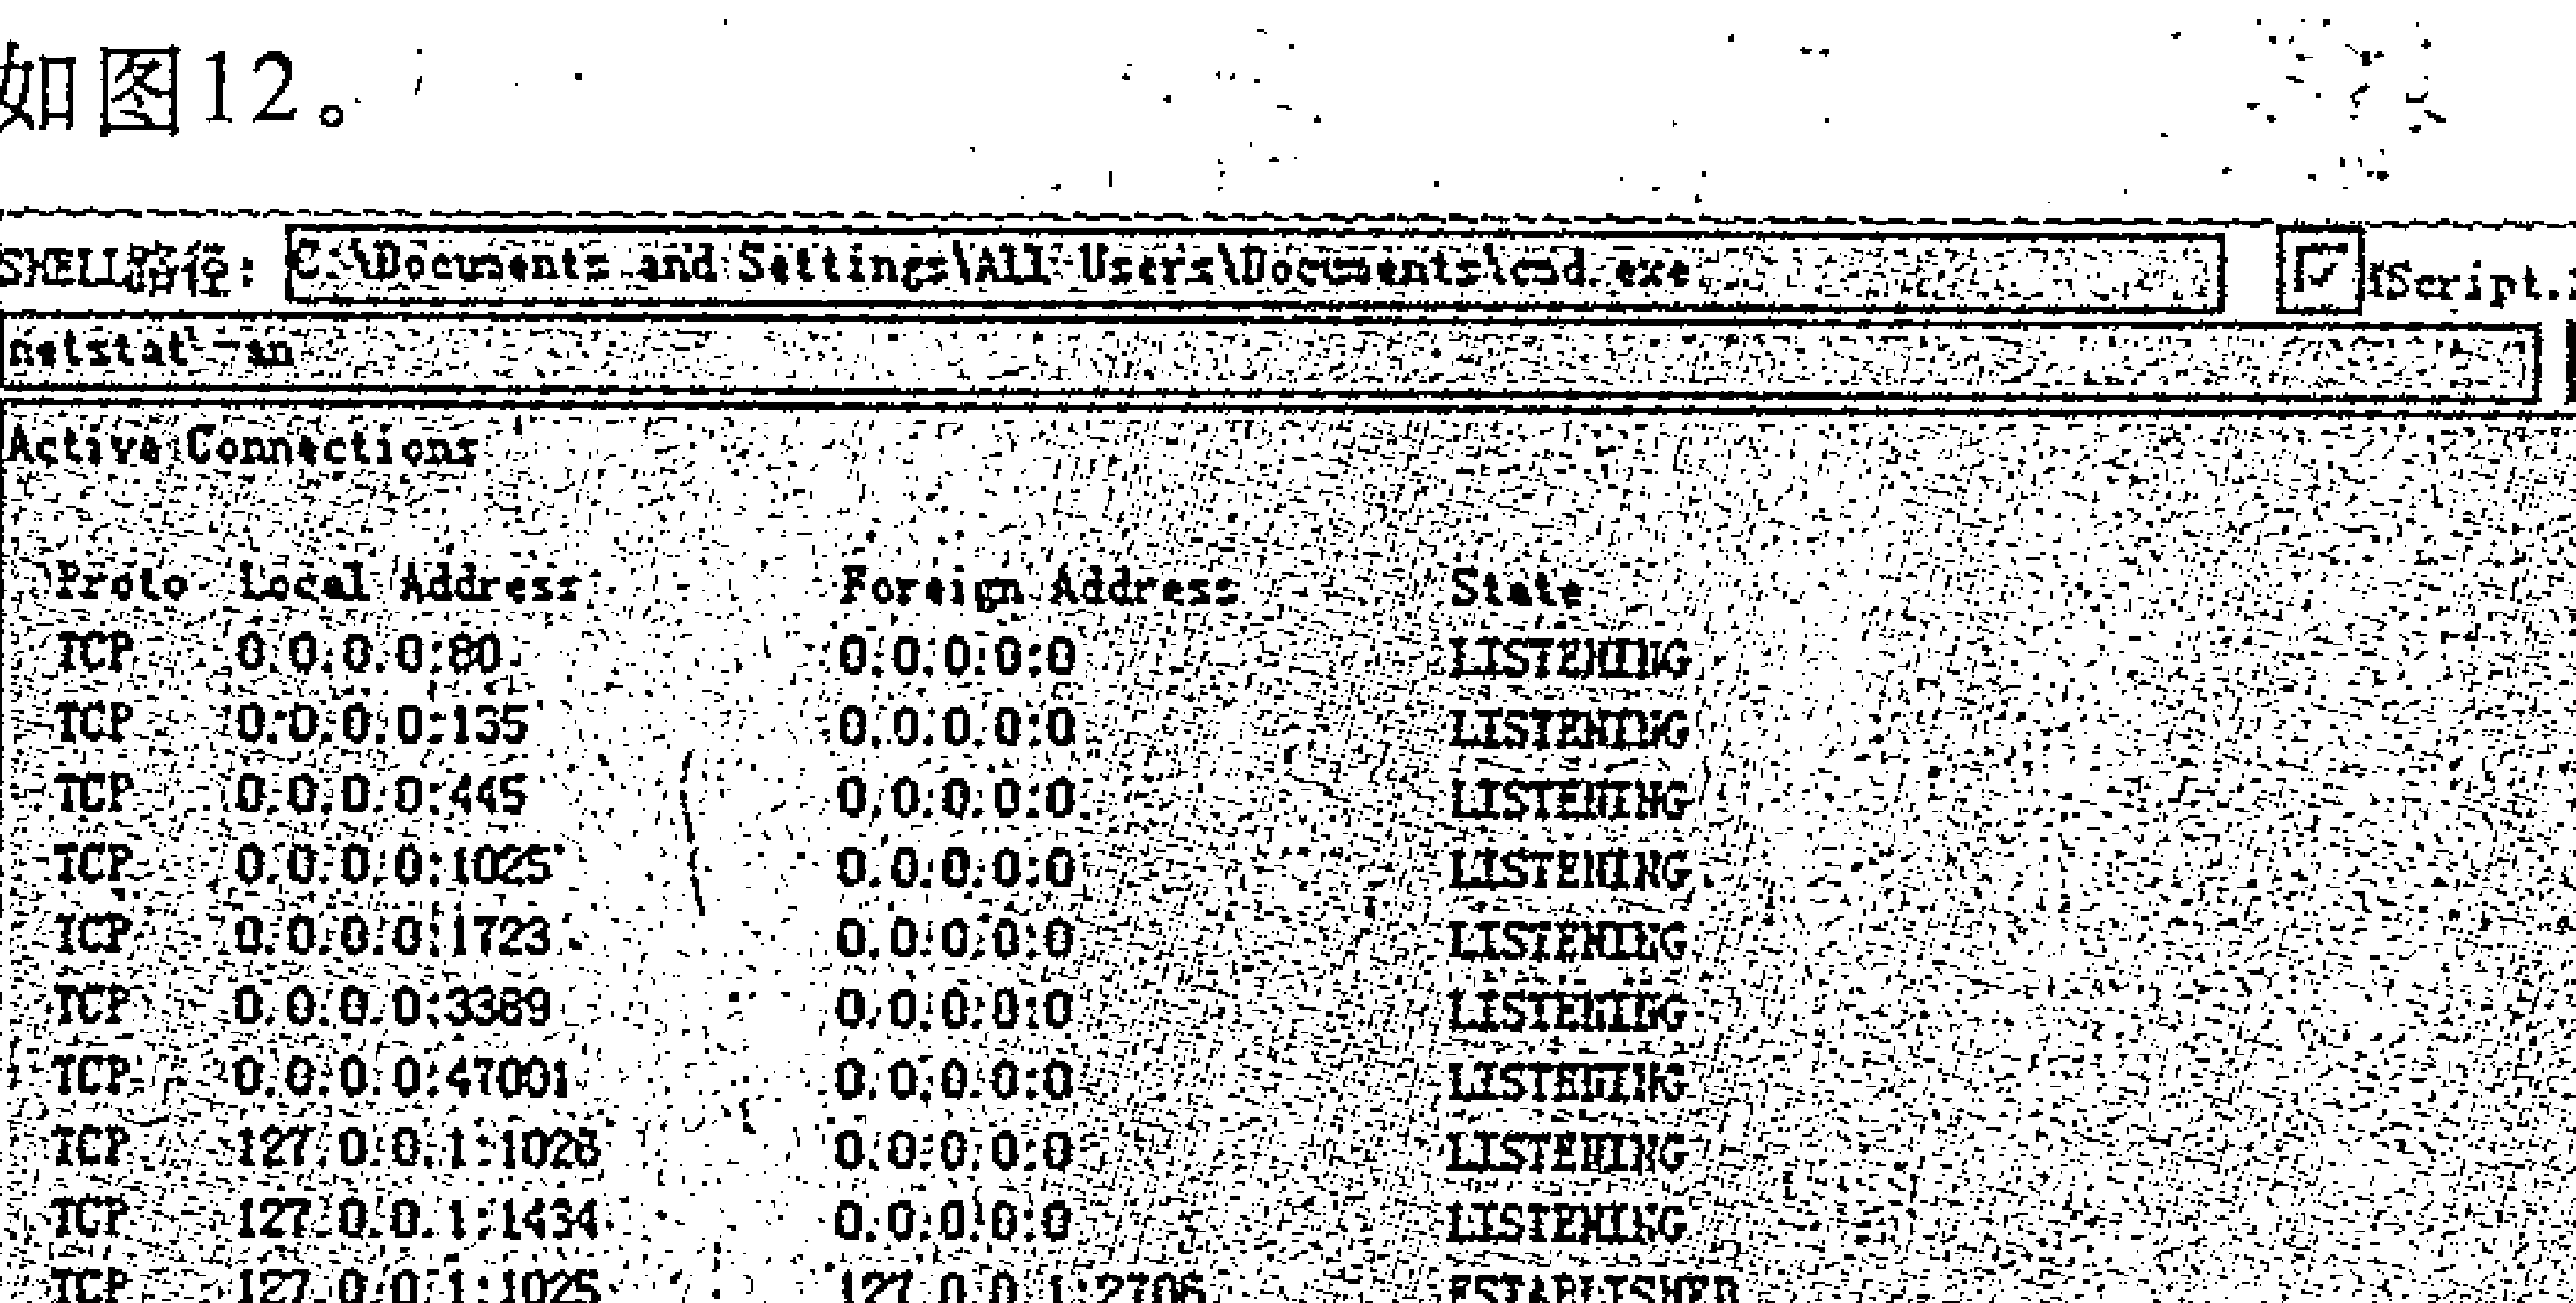 如图12。
SHELL路径: C:\Documents and Settings\All Users\Documents\cmd.exe WScript.
netstat -an
Active Connections
Proto Local Address Foreign Address State
TCP 0.0.0.0:80 0.0.0.0:0 LISTENING
TCP 0.0.0.0:135 0.0.0.0:0 LISTENING
TCP 0.0.0.0:445 0.0.0.0:0 LISTENING
TCP 0.0.0.0:1025 0.0.0.0:0 LISTENING
TCP 0.0.0.0:1723 0.0.0.0:0 LISTENING
TCP 0.0.0.0:3389 0.0.0.0:0 LISTENING
TCP 0.0.0.0:47001 0.0.0.0:0 LISTENING
TCP 127.0.0.1:1026 0.0.0.0:0 LISTENING
TCP 127.0.0.1:1434 0.0.0.0:0 LISTENING
TCP 127.0.0.1:1025 127.0.0.1:2706 ESTABLISHED